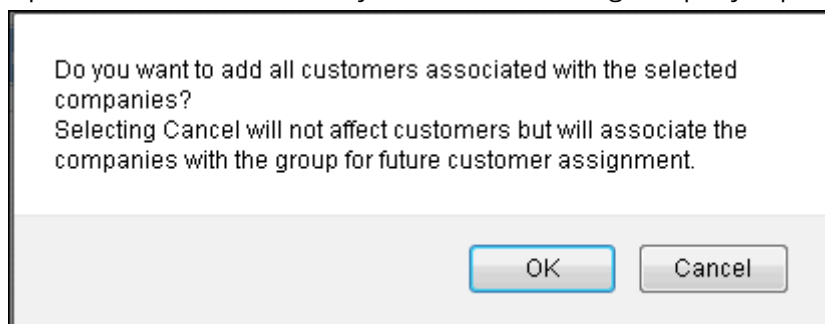 Do you want to add all customers associated with the selected
companies?
Selecting Cancel will not affect customers but will associate the
companies with the group for future customer assignment.
OK
Cancel